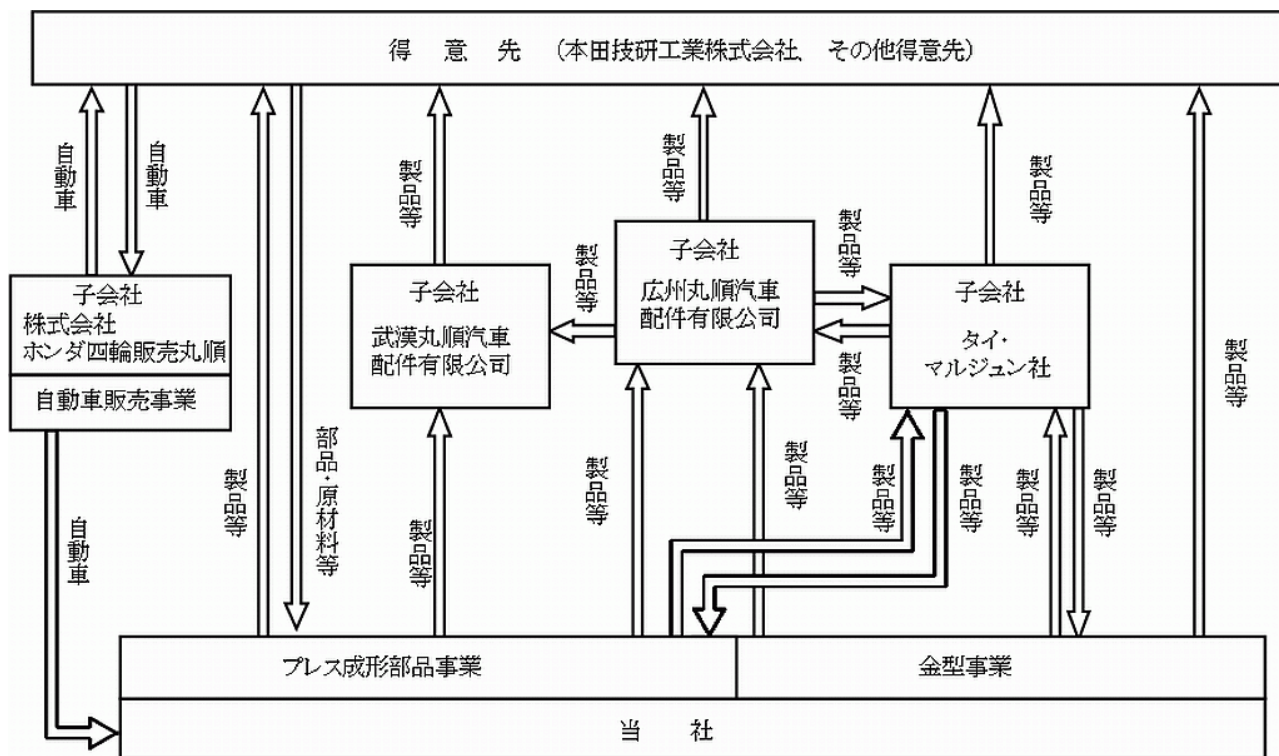 得 意 先 (本田技研工業株式会社、その他得意先)
自動車
自動車
製品等
部品・原材料等
製品等
製品等
製品等
製品等
子会社
株式会社
ホンダ四輪販売丸順
自動車販売事業
子会社
武漢丸順汽車
配件有限公司
製品等
子会社
広州丸順汽車
配件有限公司
製品等
製品等
子会社
タイ・
マルジュン社
自動車
製品等
製品等
製品等
製品等
製品等
製品等
製品等
プレス成形部品事業
金型事業
当 社